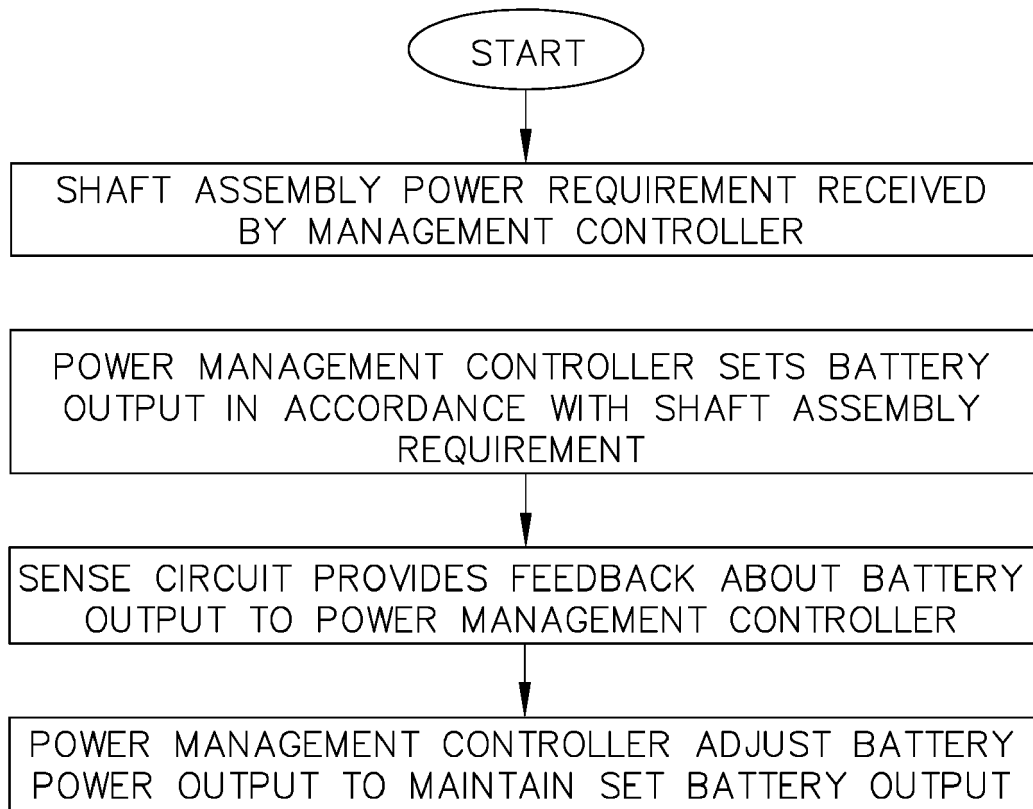 START
SHAFT ASSEMBLY POWER REQUIREMENT RECEIVED
BY MANAGEMENT CONTROLLER
POWER MANAGEMENT CONTROLLER SETS BATTERY
OUTPUT IN ACCORDANCE WITH SHAFT ASSEMBLY
REQUIREMENT
SENSE CIRCUIT PROVIDES FEEDBACK ABOUT BATTERY
OUTPUT TO POWER MANAGEMENT CONTROLLER
POWER MANAGEMENT CONTROLLER ADJUST BATTERY
POWER OUTPUT TO MAINTAIN SET BATTERY OUTPUT